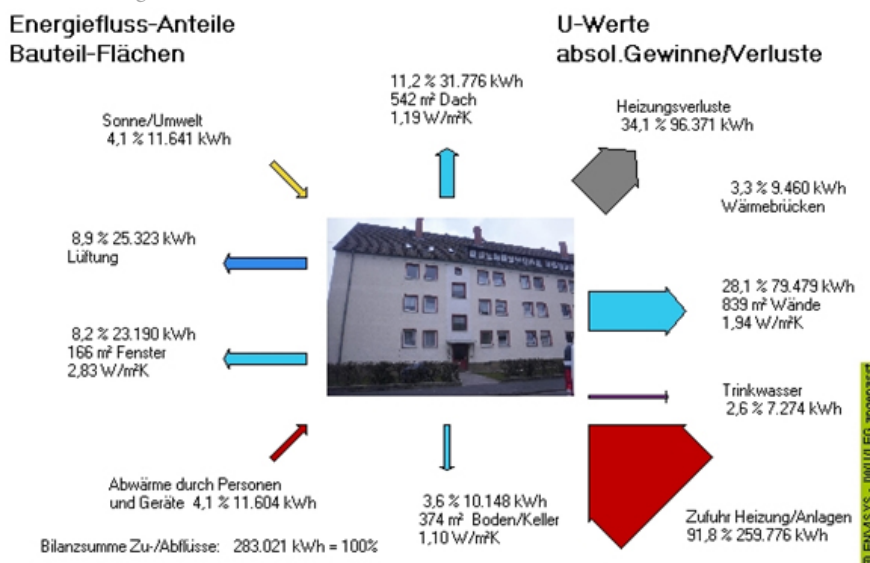 Energiefluss-Anteile
Bauteil-Flächen
U-Werte
absol.Gewinne/Verluste
11,2 % 31.776 kWh
542 m² Dach
1,19 W/m²K
Sonne/Umwelt
4,1 % 11.641 kWh
Heizungsverluste
34,1 % 96.371 kWh
3,3 % 9.460 kWh
Wärmebrücken
8,9 % 25.323 kWh
Lüftung
28,1 % 79.479 kWh
839 m² Wände
1,94 W/m²K
8,2 % 23.190 kWh
166 m² Fenster
2,83 W/m²K
Trinkwasser
2,6 % 7.274 kWh
Abwärme durch Personen
und Geräte 4,1 % 11.604 kWh
3,6 % 10.148 kWh
374 m² Boden/Keller
1,10 W/m²K
Zufuhr Heizung/Anlagen
91,8 % 259.776 kWh
Bilanzsumme Zu-/Abflüsse: 283.021 kWh = 100%